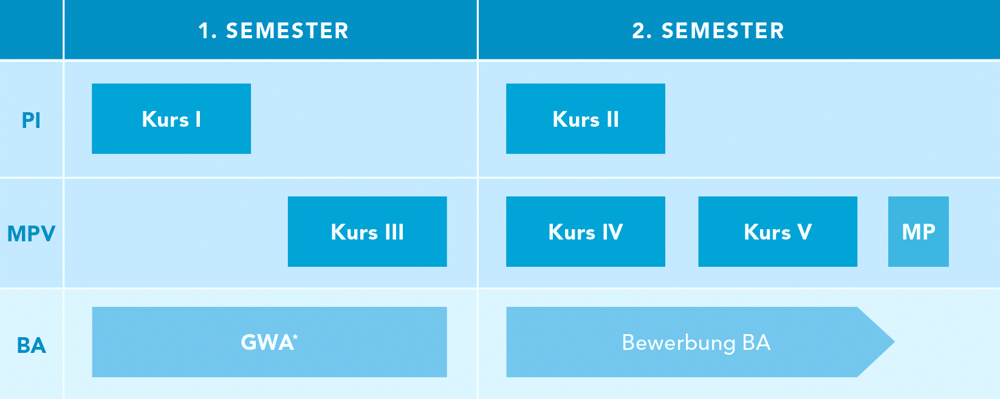 1. SEMESTER
2. SEMESTER
PI
Kurs I
Kurs II
MPV
Kurs III
Kurs IV
Kurs V
MP
BA
GWA*
Bewerbung BA